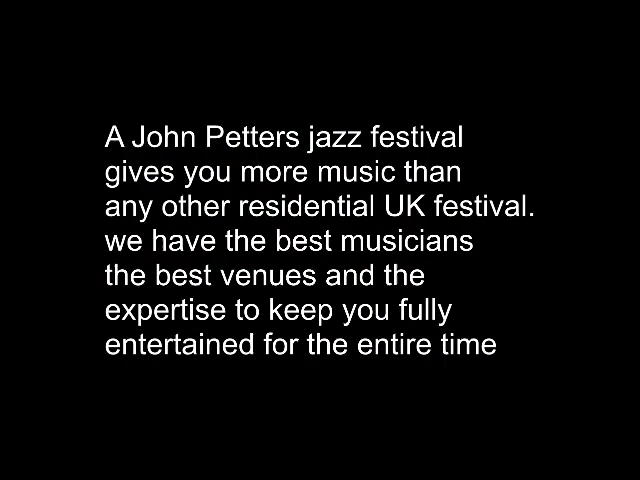 A John Petters jazz festival
gives you more music than
any other residential UK festival.
we have the best musicians
the best venues and the
expertise to keep you fully
entertained for the entire time